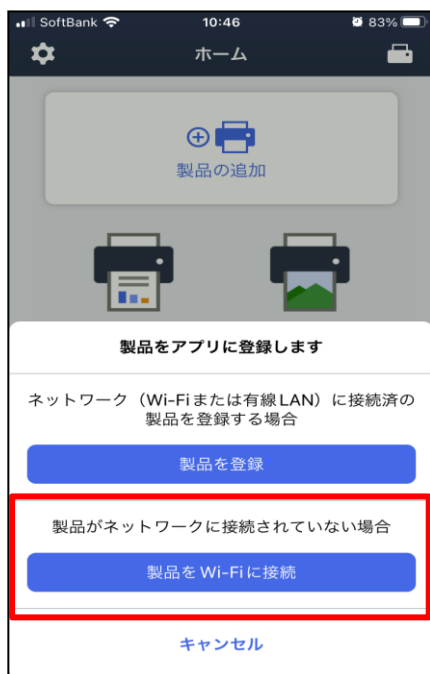 SoftBank 10:46 83%
ホーム
製品の追加
製品をアプリに登録します
ネットワーク（Wi-Fiまたは有線LAN）に接続済の
製品を登録する場合
製品を登録
製品がネットワークに接続されていない場合
製品をWi-Fiに接続
キャンセル